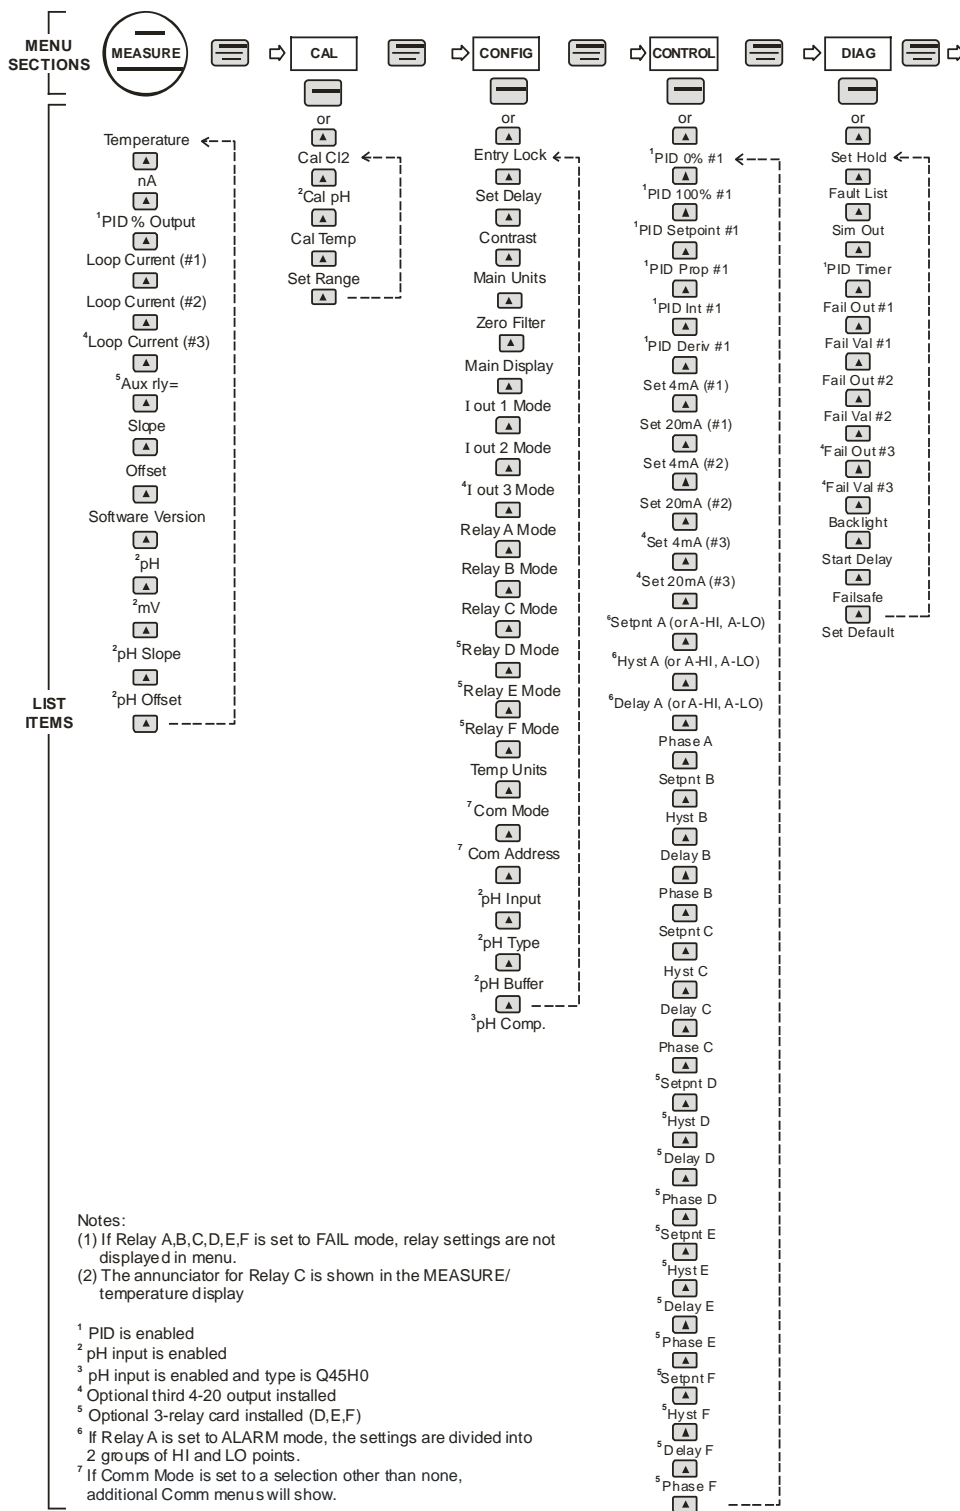 MENU
SECTIONS
MEASURE
CAL
CONFIG
CONTROL
DIAG
LIST
ITEMS
Temperature
nA
¹PID % Output
Loop Current (#1)
Loop Current (#2)
⁴Loop Current (#3)
⁵Aux rly=
Slope
Offset
Software Version
²pH
²mV
²pH Slope
²pH Offset
or
Cal Cl2
²Cal pH
Cal Temp
Set Range
or
Entry Lock
Set Delay
Contrast
Main Units
Zero Filter
Main Display
I out 1 Mode
I out 2 Mode
⁴I out 3 Mode
Relay A Mode
Relay B Mode
Relay C Mode
⁵Relay D Mode
⁵Relay E Mode
⁵Relay F Mode
Temp Units
⁷Com Mode
⁷ Com Address
²pH Input
²pH Type
²pH Buffer
³pH Comp.
or
¹PID 0% #1
¹PID 100% #1
¹PID Setpoint #1
¹PID Prop #1
¹PID Int #1
¹PID Deriv #1
Set 4mA (#1)
Set 20mA (#1)
Set 4mA (#2)
Set 20mA (#2)
⁴Set 4mA (#3)
⁴Set 20mA (#3)
⁶Setpnt A (or A-HI, A-LO)
⁶Hyst A (or A-HI, A-LO)
⁶Delay A (or A-HI, A-LO)
Phase A
Setpnt B
Hyst B
Delay B
Phase B
Setpnt C
Hyst C
Delay C
Phase C
⁵Setpnt D
⁵Hyst D
⁵Delay D
⁵Phase D
⁵Setpnt E
⁵Hyst E
⁵Delay E
⁵Phase E
⁵Setpnt F
⁵Hyst F
⁵Delay F
⁵Phase F
or
Set Hold
Fault List
Sim Out
¹PID Timer
Fail Out #1
Fail Val #1
Fail Out #2
Fail Val #2
⁴Fail Out #3
⁴Fail Val #3
Backlight
Start Delay
Failsafe
Set Default
Notes:
(1) If Relay A,B,C,D,E,F is set to FAIL mode, relay settings are not
displayed in menu.
(2) The annunciator for Relay C is shown in the MEASURE/
temperature display
¹ PID is enabled
² pH input is enabled
³ pH input is enabled and type is Q45H0
⁴ Optional third 4-20 output installed
⁵ Optional 3-relay card installed (D,E,F)
⁶ If Relay A is set to ALARM mode, the settings are divided into
2 groups of HI and LO points.
⁷ If Comm Mode is set to a selection other than none,
additional Comm menus will show.